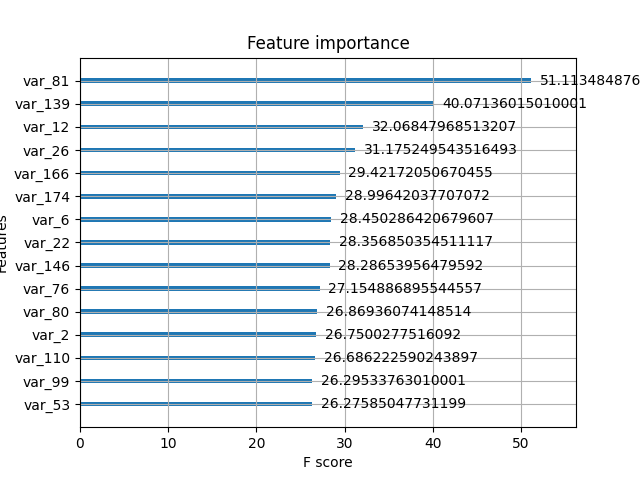 Feature importance
var_81 51.113484876
var_139 40.07136015010001
var_12 32.06847968513207
var_26 31.175249543516493
var_166 29.42172050670455
var_174 28.99642037707072
var_6 28.450286420679607
var_22 28.356850354511117
var_146 28.28653956479592
var_76 27.154886895544557
var_80 26.86936074148514
var_2 26.7500277516092
var_110 26.686222590243897
var_99 26.29533763010001
var_53 26.27585047731199
Features
0 10 20 30 40 50
F score